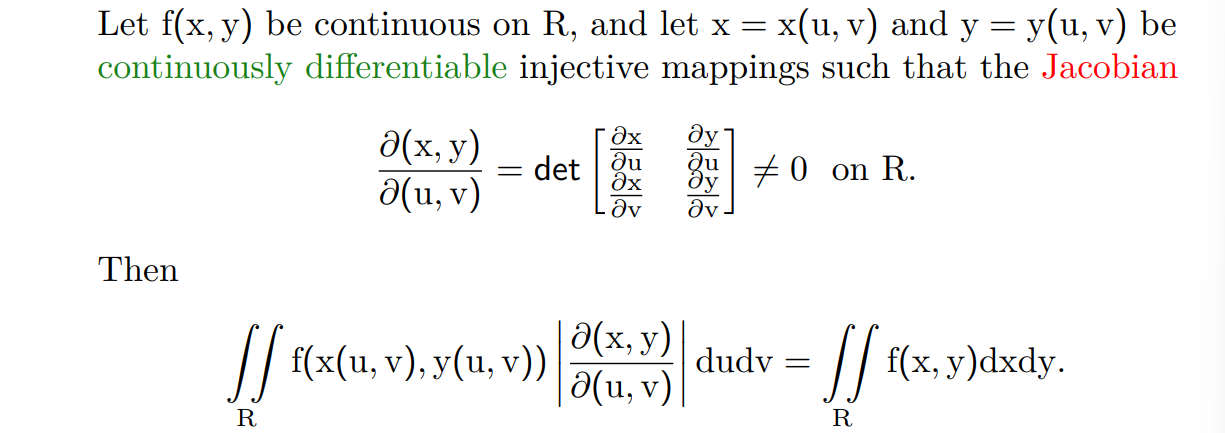 Let f(x, y) be continuous on R, and let x = x(u, v) and y = y(u, v) be
continuously differentiable injective mappings such that the Jacobian
∂(x, y)/∂(u, v) = det [∂x/∂u ∂y/∂u; ∂x/∂v ∂y/∂v] ≠ 0 on R.
Then
∬_R f(x(u, v), y(u, v)) |∂(x, y)/∂(u, v)| dudv = ∬_R f(x, y)dxdy.